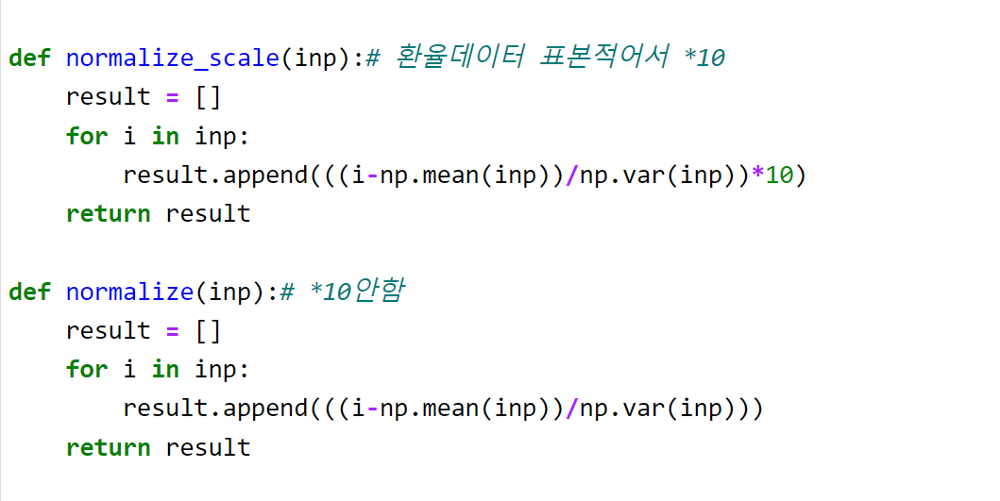 def normalize_scale(inp):# 환율데이터 표본적어서 *10
    result = []
    for i in inp:
        result.append(((i-np.mean(inp))/np.var(inp))*10)
    return result
def normalize(inp):# *10안함
    result = []
    for i in inp:
        result.append(((i-np.mean(inp))/np.var(inp)))
    return result